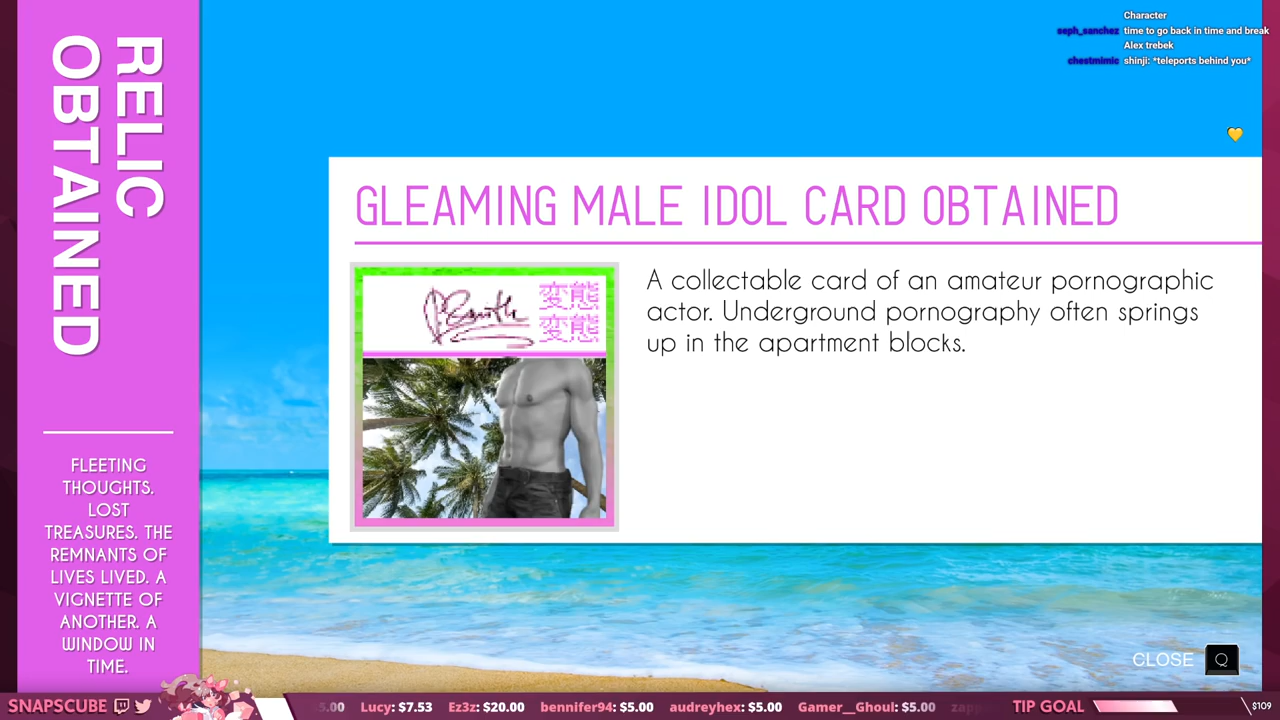 RELIC
OBTAINED
FLEETING
THOUGHTS.
LOST
TREASURES. THE
REMNANTS OF
LIVES LIVED. A
VIGNETTE OF
ANOTHER. A
WINDOW IN
TIME.
Character
seph_sanchez time to go back in time and break
Alex trebek
chestmimic shinji: *teleports behind you*
GLEAMING MALE IDOL CARD OBTAINED
変態
変態
A collectable card of an amateur pornographic
actor. Underground pornography often springs
up in the apartment blocks.
CLOSE Q
SNAPSCUBE 5.00 Lucy: $7.53 Ez3z: $20.00 bennifer94: $5.00 audreyhex: $5.00 Gamer__Ghoul: $5.00 TIP GOAL $109